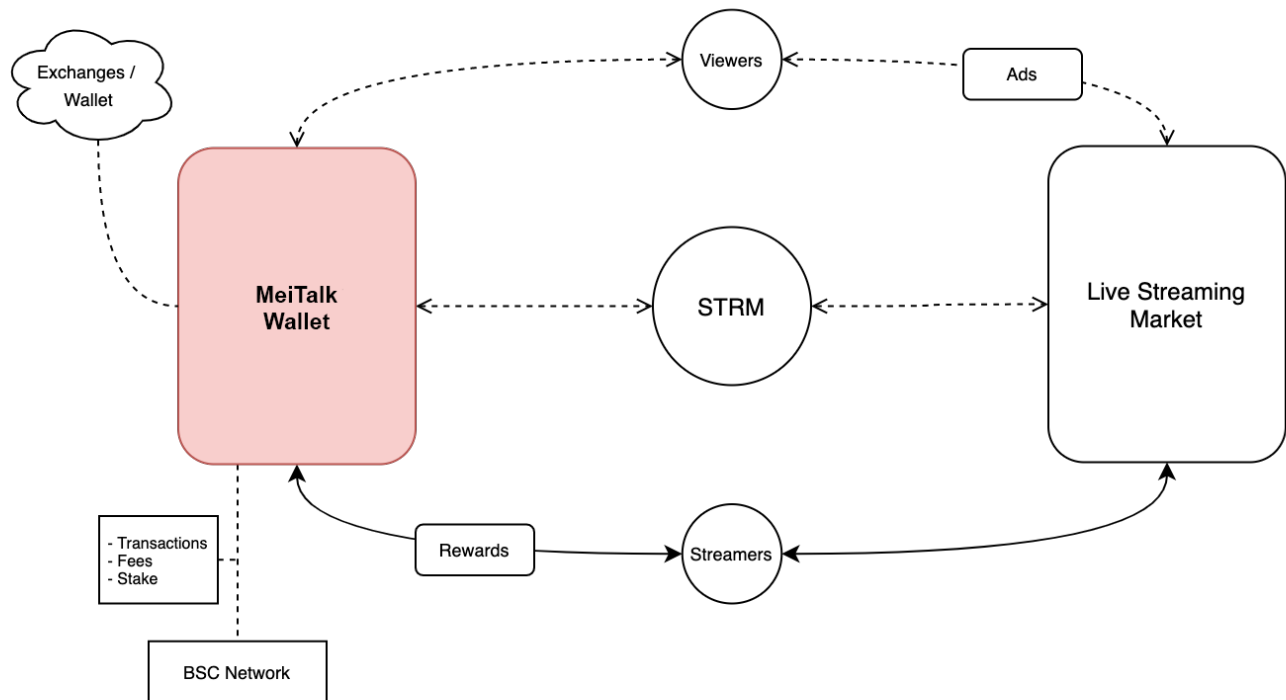 Viewers
Ads
Exchanges /
Wallet
MeiTalk
Wallet
STRM
Live Streaming
Market
- Transactions
- Fees
- Stake
Rewards
Streamers
BSC Network